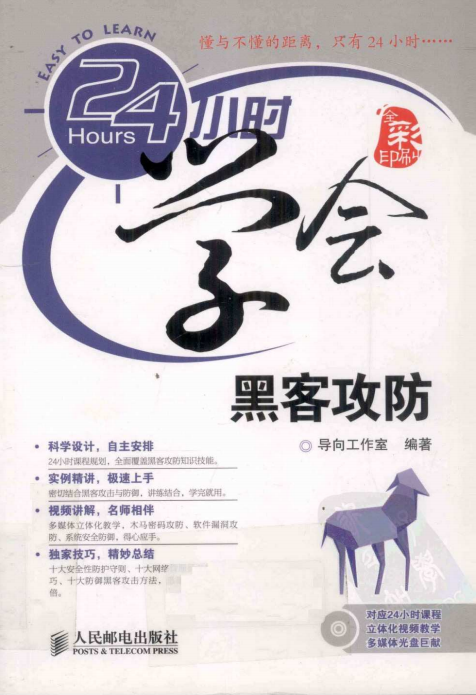 EASY TO LEARN
懂与不懂的距离，只有 24 小时……
24小时
Hours
全彩印刷
学会
黑客攻防
导向工作室 编著
• 科学设计，自主安排
24小时课程规划，全面覆盖黑客攻防知识技能。
• 实例精讲，极速上手
密切结合黑客攻击与防御，讲练结合，学完就用。
• 视频讲解，名师相伴
多媒体立体化教学，木马密码攻防、软件漏洞攻
防，系统安全防御，得心应手。
• 独家技巧，精妙总结
十大安全性防护守则、十大网络
巧、十大防御黑客攻击方法，
倍。
对应24小时课程
立体化视频教学
多媒体光盘巨献
人民邮电出版社
POSTS & TELECOM PRESS